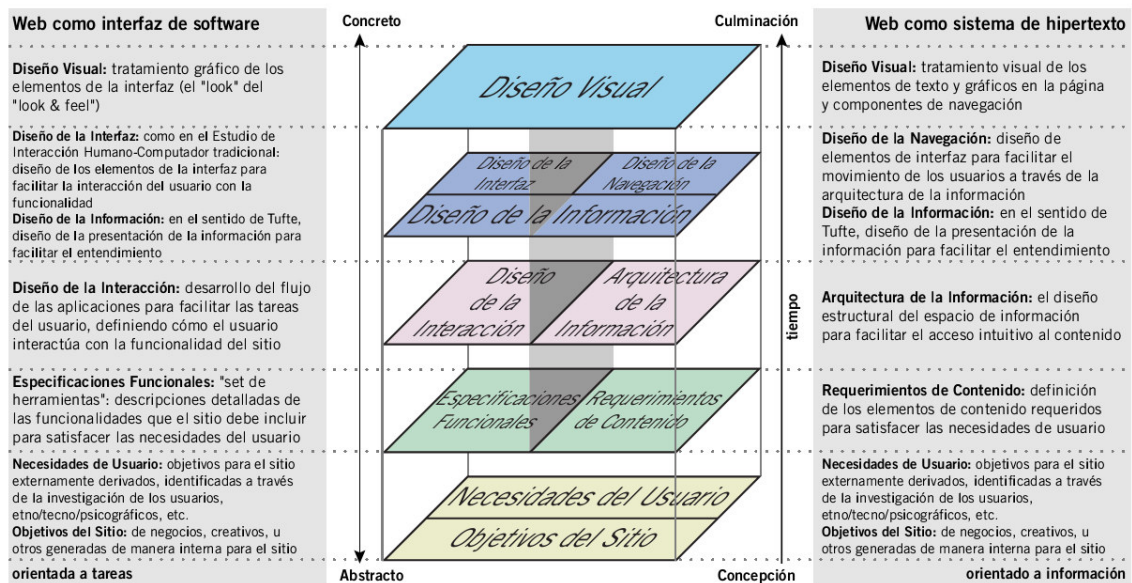 Web como interfaz de software
Diseño Visual: tratamiento gráfico de los
elementos de la interfaz (el "look" del
"look & feel")
Diseño de la Interfaz: como en el Estudio de
Interacción Humano-Computador tradicional:
diseño de los elementos de la interfaz para
facilitar la interacción del usuario con la
funcionalidad
Diseño de la Información: en el sentido de Tufte,
diseño de la presentación de la información para
facilitar el entendimiento
Diseño de la Interacción: desarrollo del flujo
de las aplicaciones para facilitar las tareas
del usuario, definiendo cómo el usuario
interactúa con la funcionalidad del sitio
Especificaciones Funcionales: "set de
herramientas": descripciones detalladas de
las funcionalidades que el sitio debe incluir
para satisfacer las necesidades del usuario
Necesidades de Usuario: objetivos para el sitio
externamente derivados, identificadas a través
de la investigación de los usuarios,
etno/tecno/psicográficos, etc.
Objetivos del Sitio: de negocios, creativos, u
otros generadas de manera interna para el sitio
orientada a tareas
Concreto
Culminación
Diseño Visual
Diseño de la
Interfaz
Diseño de la
Navegación
Diseño de la Información
Diseño
de la
Interacción
Arquitectura
de la
Información
Especificaciones
Funcionales
Requerimientos
de Contenido
Necesidades del Usuario
Objetivos del Sitio
tiempo
Abstracto
Concepción
Web como sistema de hipertexto
Diseño Visual: tratamiento visual de los
elementos de texto y gráficos en la página
y componentes de navegación
Diseño de la Navegación: diseño de
elementos de interfaz para facilitar el
movimiento de los usuarios a través de la
arquitectura de la información
Diseño de la Información: en el sentido de
Tufte, diseño de la presentación de la
información para facilitar el entendimiento
Arquitectura de la Información: el diseño
estructural del espacio de información
para facilitar el acceso intuitivo al contenido
Requerimientos de Contenido: definición
de los elementos de contenido requeridos
para satisfacer las necesidades de usuario
Necesidades de Usuario: objetivos para el sitio
externamente derivados, identificadas a través
de la investigación de los usuarios,
etno/tecno/psicográficos, etc.
Objetivos del Sitio: de negocios, creativos, u
otros generadas de manera interna para el sitio
orientado a información